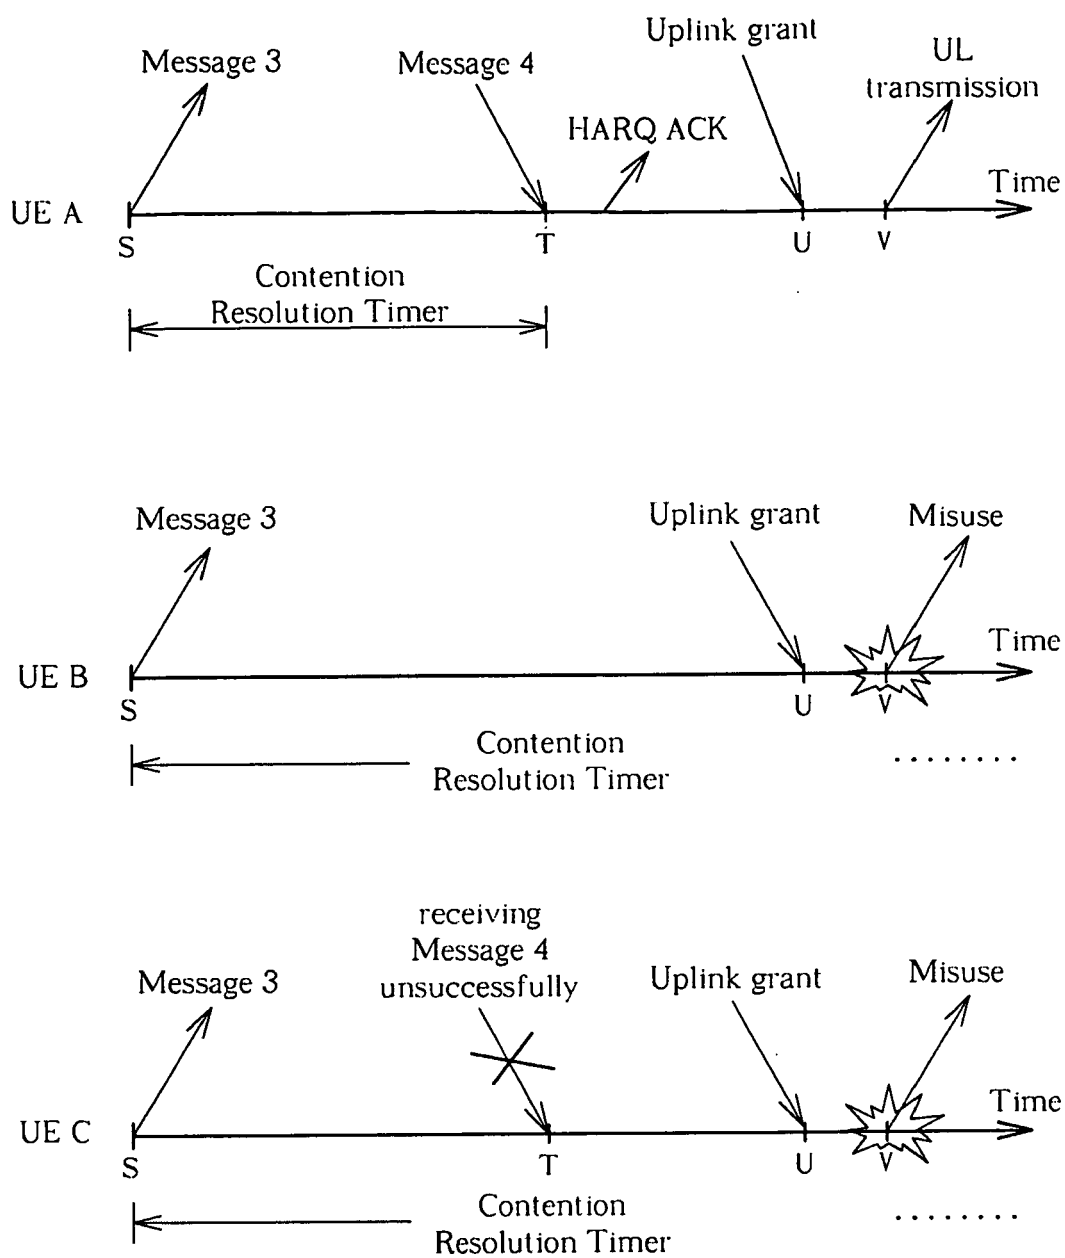 Uplink grant
Message 3
Message 4
UL
transmission
HARQ ACK
Time
UE A
S
T
U
V
Contention
Resolution Timer
Message 3
Uplink grant
Misuse
Time
UE B
S
U
V
Contention
Resolution Timer
........
receiving
Message 4
unsuccessfully
Message 3
Uplink grant
Misuse
Time
UE C
S
T
U
V
Contention
Resolution Timer
........